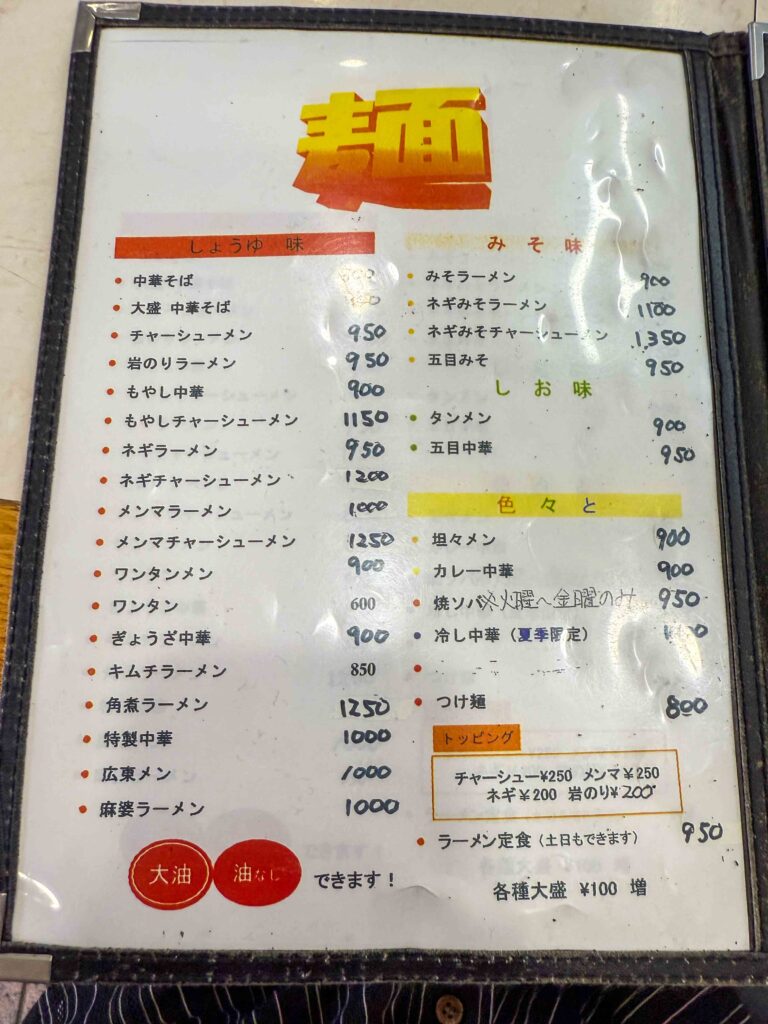 麺
しょうゆ 味
中華そば
大盛 中華そば
チャーシューメン 950
岩のりラーメン 950
もやし中華 900
もやしチャーシューメン 1150
ネギラーメン 950
ネギチャーシューメン 1200
メンマラーメン 1000
メンマチャーシューメン 1250
ワンタンメン 900
ワンタン 600
ぎょうざ中華 900
キムチラーメン 850
角煮ラーメン 1250
特製中華 1000
広東メン 1000
麻婆ラーメン 1000
大油 油なし できます！
みそ味
みそラーメン 900
ネギみそラーメン 1100
ネギみそチャーシューメン 1,350
五目みそ 950
しお味
タンメン 900
五目中華 950
色々と
坦々メン 900
カレー中華 900
焼ソバ※火曜〜金曜のみ 950
冷し中華（夏季限定）
つけ麺 800
トッピング
チャーシュー¥250 メンマ¥250
ネギ¥200 岩のり¥200
ラーメン定食（土日もできます） 950
各種大盛 ¥100 増